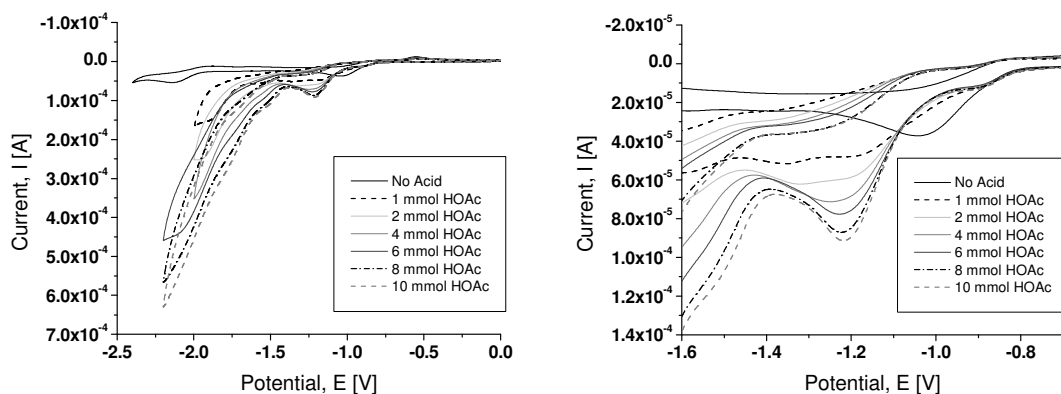 -1.0x10⁻⁴
0.0
1.0x10⁻⁴
2.0x10⁻⁴
3.0x10⁻⁴
4.0x10⁻⁴
5.0x10⁻⁴
6.0x10⁻⁴
7.0x10⁻⁴
Current, I [A]
No Acid
1 mmol HOAc
2 mmol HOAc
4 mmol HOAc
6 mmol HOAc
8 mmol HOAc
10 mmol HOAc
-2.5 -2.0 -1.5 -1.0 -0.5 0.0
Potential, E [V]
-2.0x10⁻⁵
0.0
2.0x10⁻⁵
4.0x10⁻⁵
6.0x10⁻⁵
8.0x10⁻⁵
1.0x10⁻⁴
1.2x10⁻⁴
1.4x10⁻⁴
Current, I [A]
No Acid
1 mmol HOAc
2 mmol HOAc
4 mmol HOAc
6 mmol HOAc
8 mmol HOAc
10 mmol HOAc
-1.6 -1.4 -1.2 -1.0 -0.8
Potential, E [V]